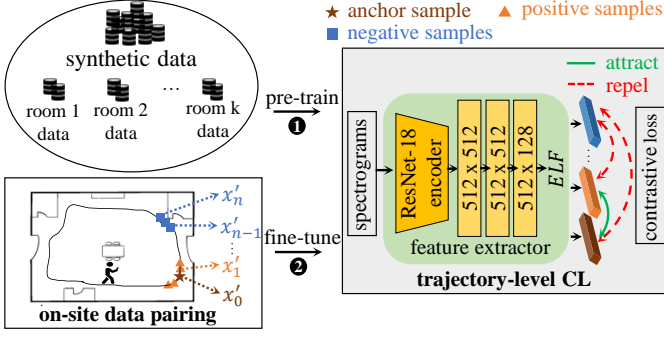 anchor sample
positive samples
negative samples
synthetic data
room 1
data
room 2
data
...
room k
data
pre-train
❶
attract
repel
spectrograms
ResNet-18
encoder
512 x 512
512 x 512
512 x 128
ELF
...
contrastive loss
feature extractor
trajectory-level CL
x′ₙ
x′ₙ₋₁
...
x′₁
x′₀
on-site data pairing
fine-tune
❷